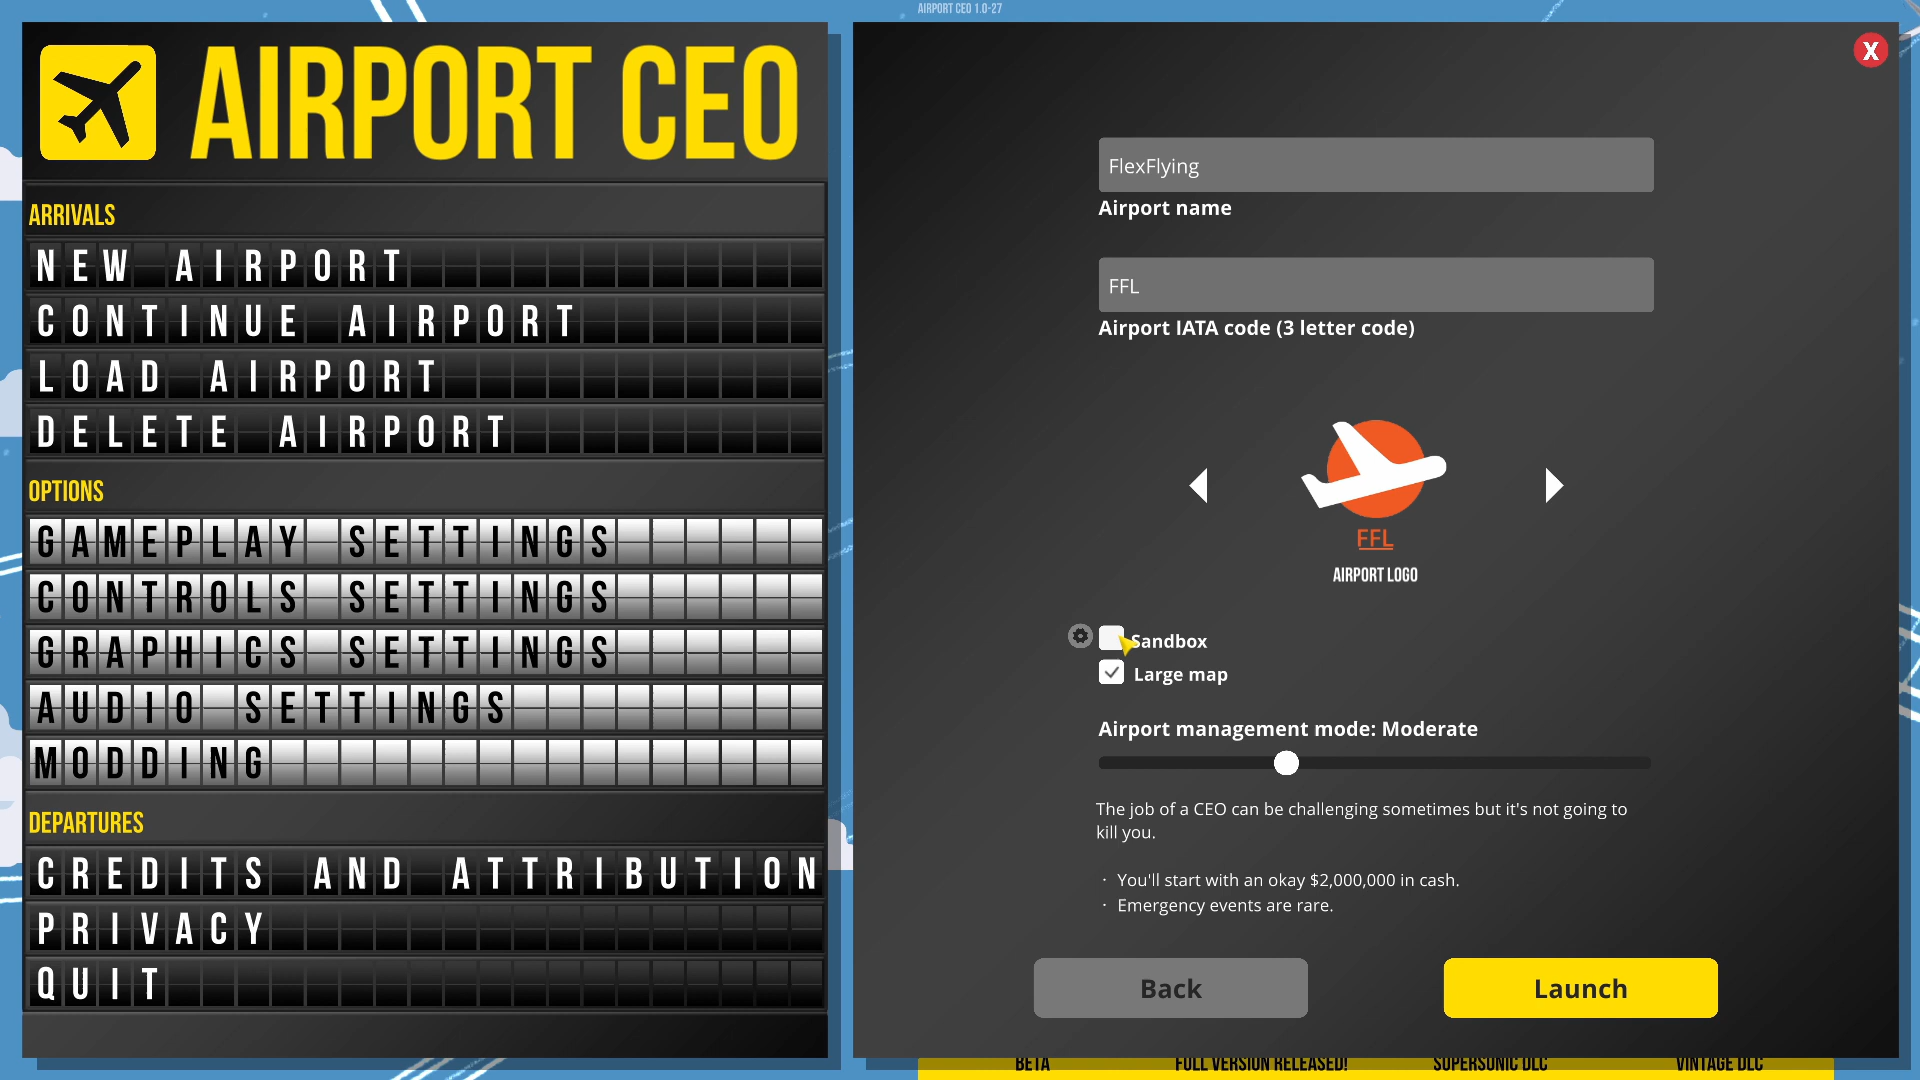 AIRPORT CEO 1.0-27
AIRPORT CEO
ARRIVALS
NEW AIRPORT
CONTINUE AIRPORT
LOAD AIRPORT
DELETE AIRPORT
OPTIONS
GAMEPLAY SETTINGS
CONTROLS SETTINGS
GRAPHICS SETTINGS
AUDIO SETTINGS
MODDING
DEPARTURES
CREDITS AND ATTRIBUTION
PRIVACY
QUIT
X
FlexFlying
Airport name
FFL
Airport IATA code (3 letter code)
FFL
AIRPORT LOGO
Sandbox
Large map
Airport management mode: Moderate
The job of a CEO can be challenging sometimes but it's not going to
kill you.
· You'll start with an okay $2,000,000 in cash.
· Emergency events are rare.
Back
Launch
BETA
FULL VERSION RELEASED!
SUPERSONIC DLC
VINTAGE DLC